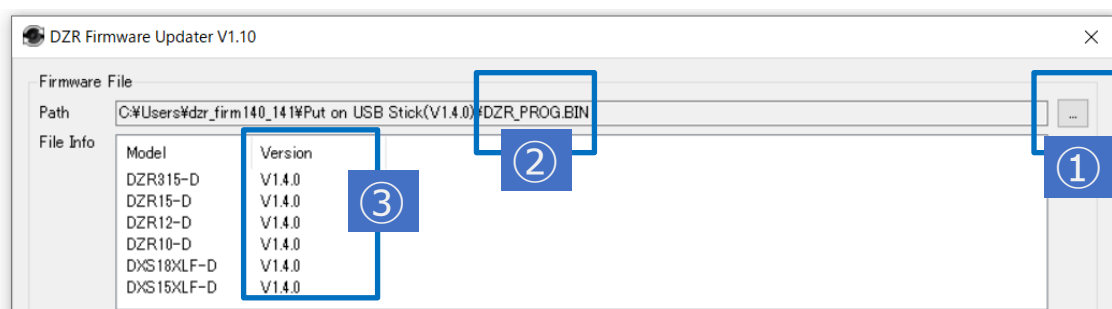 DZR Firmware Updater V1.10
Firmware File
Path C:¥Users¥dzr_firm140_141¥Put on USB Stick(V1.4.0)¥DZR_PROG.BIN ...
File Info
Model Version
DZR315-D V1.4.0
DZR15-D V1.4.0
DZR12-D V1.4.0
DZR10-D V1.4.0
DXS18XLF-D V1.4.0
DXS15XLF-D V1.4.0
②
①
③